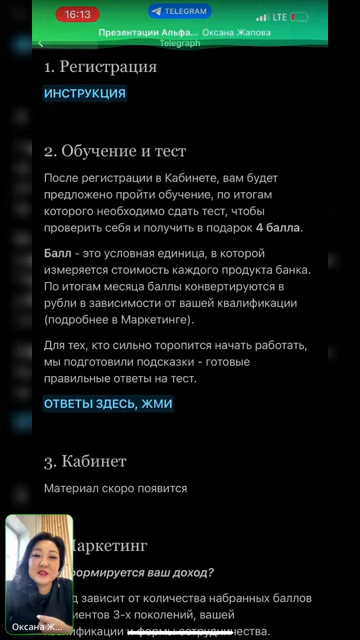 16:13
TELEGRAM
LTE
Презентации Альфа... Оксана Жапова
Telegraph
1. Регистрация
ИНСТРУКЦИЯ
2. Обучение и тест
После регистрации в Кабинете, вам будет
предложено пройти обучение, по итогам
которого необходимо сдать тест, чтобы
проверить себя и получить в подарок 4 балла.
Балл - это условная единица, в которой
измеряется стоимость каждого продукта банка.
По итогам месяца баллы конвертируются в
рубли в зависимости от вашей квалификации
(подробнее в Маркетинге).
Для тех, кто сильно торопится начать работать,
мы подготовили подсказки - готовые
правильные ответы на тест.
ОТВЕТЫ ЗДЕСЬ, ЖМИ
3. Кабинет
Материал скоро появится
Маркетинг
формируется ваш доход?
д зависит от количества набранных баллов
иентов 3-х поколений, вашей
Оксана Ж...
лификации и формы сотрудничества.